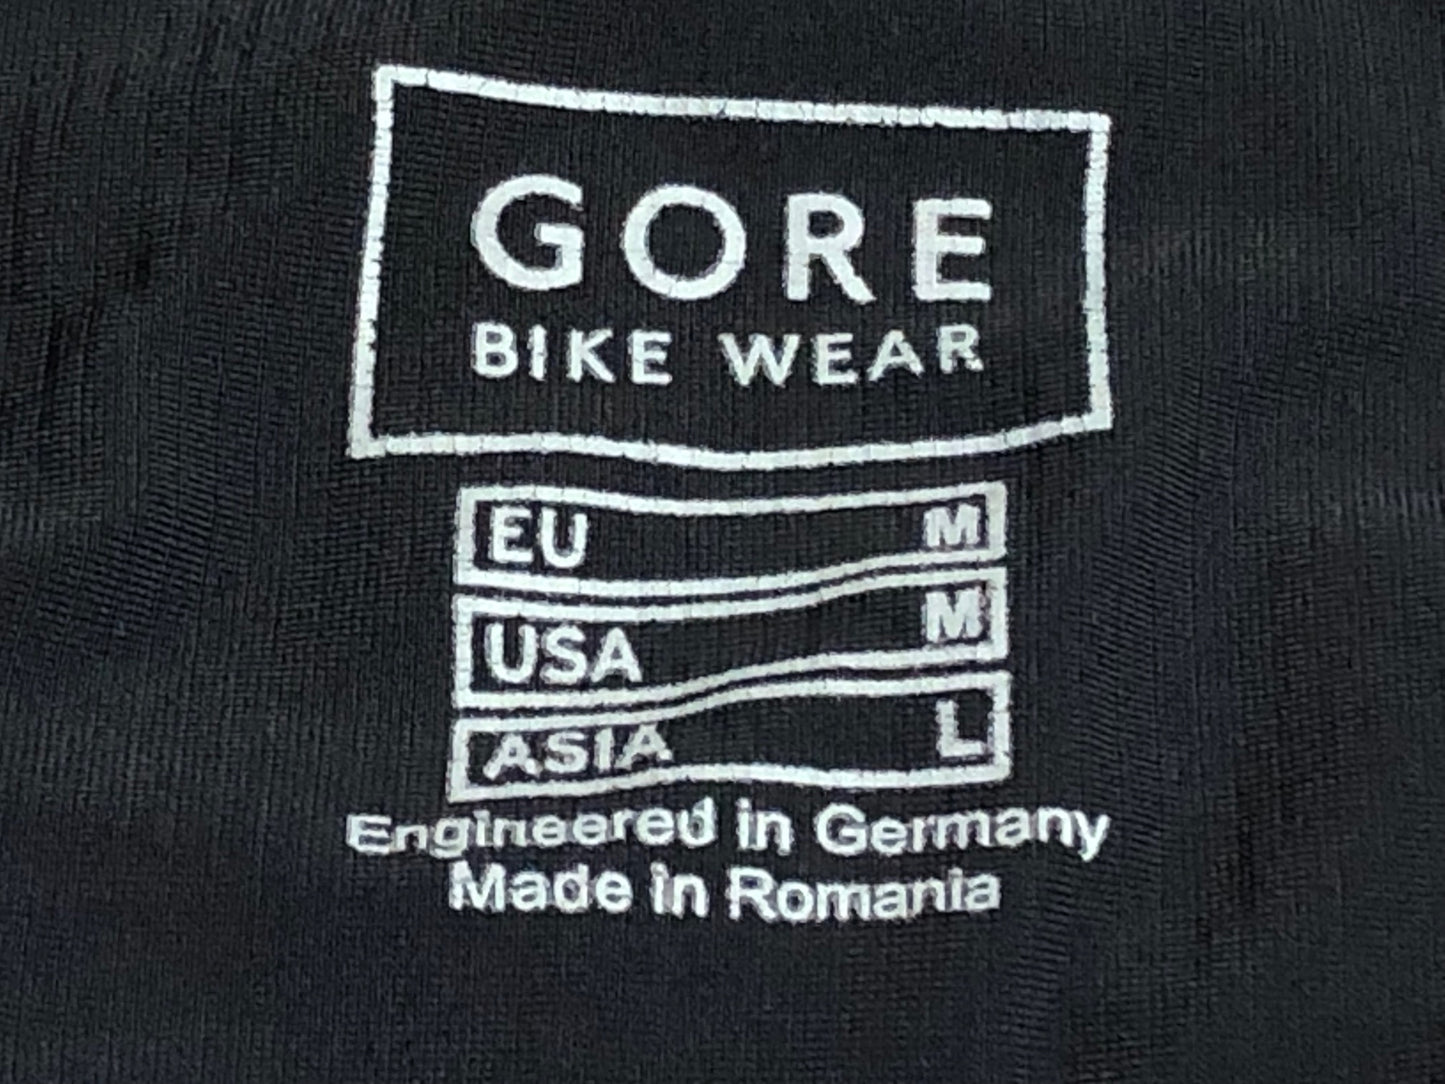 GORE
BIKE WEAR
EU M
USA M
ASIA L
Engineered in Germany
Made in Romania